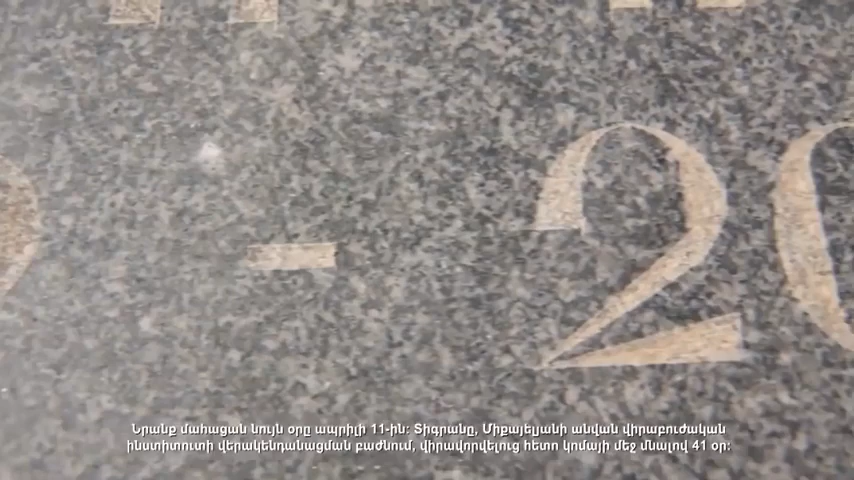 - 20
Նրանք մահացան նույն օրը ապրիլի 11-ին: Տիգրանը, Միքայելյանի անվան վիրաբուժական
ինստիտուտի վերակենդանացման բաժնում, վիրավորվելուց հետո կոմայի մեջ մնալով 41 օր: